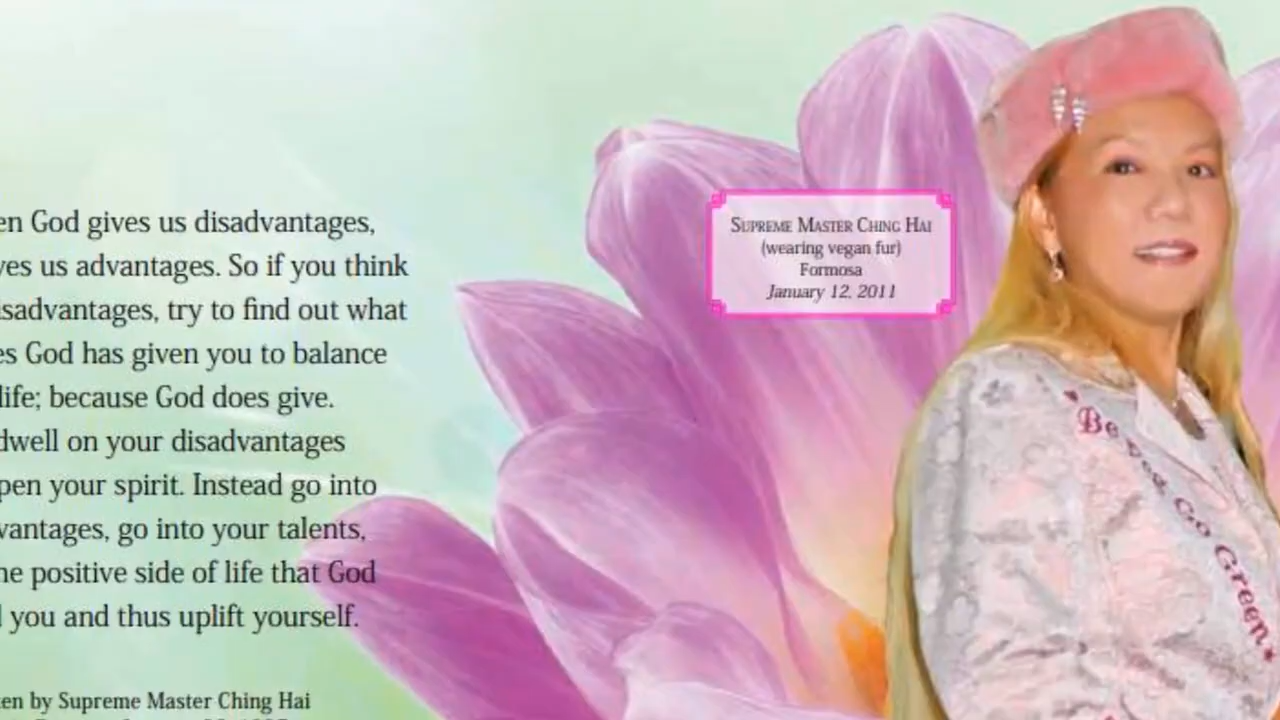 en God gives us disadvantages,
ves us advantages. So if you think
isadvantages, try to find out what
es God has given you to balance
life; because God does give.
dwell on your disadvantages
pen your spirit. Instead go into
vantages, go into your talents,
ne positive side of life that God
you and thus uplift yourself.
en by Supreme Master Ching Hai
SUPREME MASTER CHING HAI
(wearing vegan fur)
Formosa
January 12, 2011
Be Veg Go Green